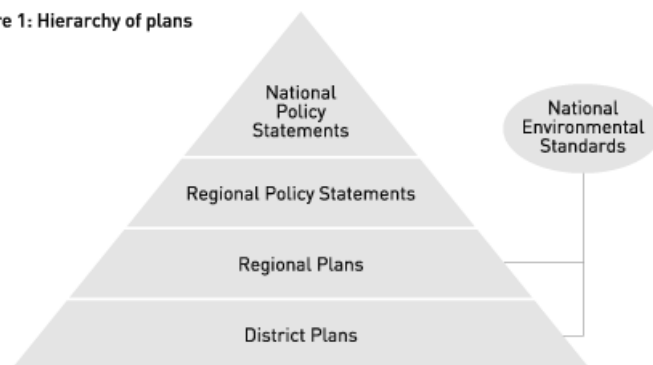 re 1: Hierarchy of plans
National
Policy
Statements
National
Environmental
Standards
Regional Policy Statements
Regional Plans
District Plans